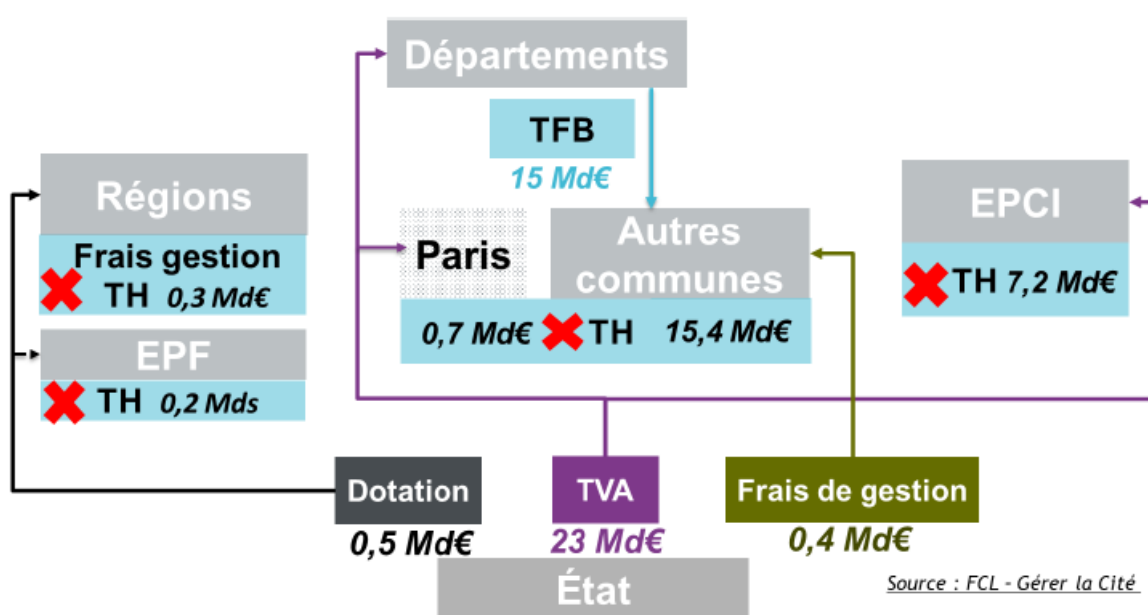 Départements
TFB
15 Md€
Régions
Frais gestion
TH 0,3 Md€
EPF
TH 0,2 Mds
Paris
Autres
communes
0,7 Md€ TH 15,4 Md€
EPCI
TH 7,2 Md€
Dotation
0,5 Md€
TVA
23 Md€
Frais de gestion
0,4 Md€
État
Source : FCL - Gérer la Cité